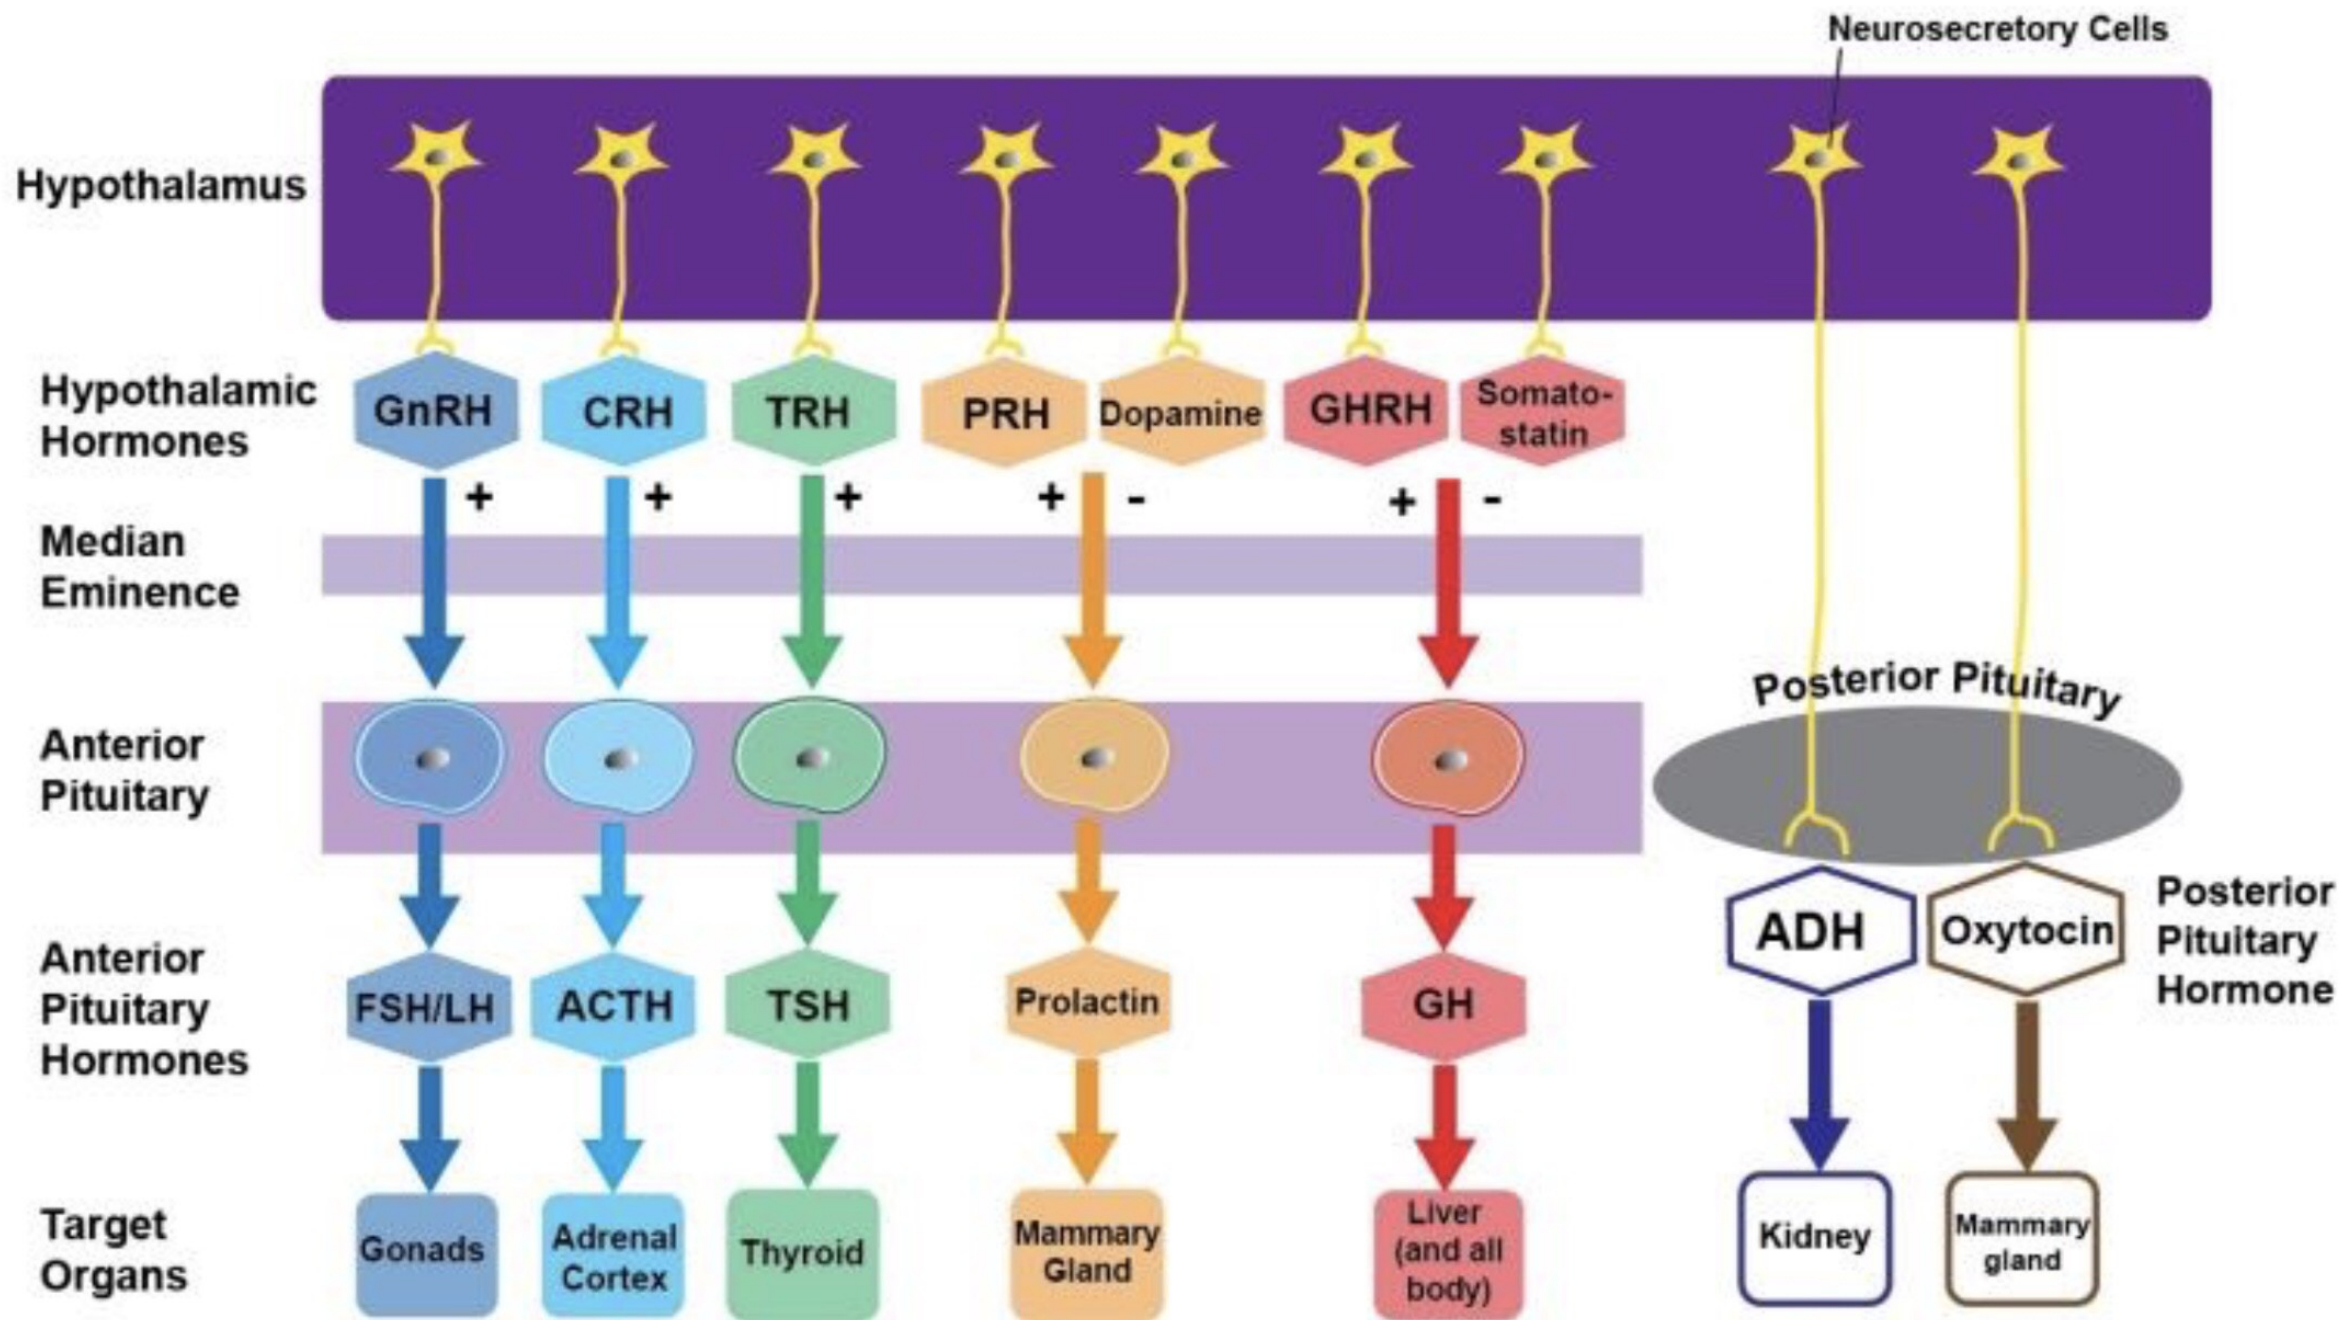 Neurosecretory Cells
Hypothalamus
Hypothalamic
Hormones
GnRH
CRH
TRH
PRH
Dopamine
GHRH
Somato-
statin
+
+
+
+ -
+ -
Median
Eminence
Posterior Pituitary
Anterior
Pituitary
Anterior
Pituitary
Hormones
FSH/LH
ACTH
TSH
Prolactin
GH
ADH
Oxytocin
Posterior
Pituitary
Hormone
Target
Organs
Gonads
Adrenal
Cortex
Thyroid
Mammary
Gland
Liver
(and all
body)
Kidney
Mammary
gland